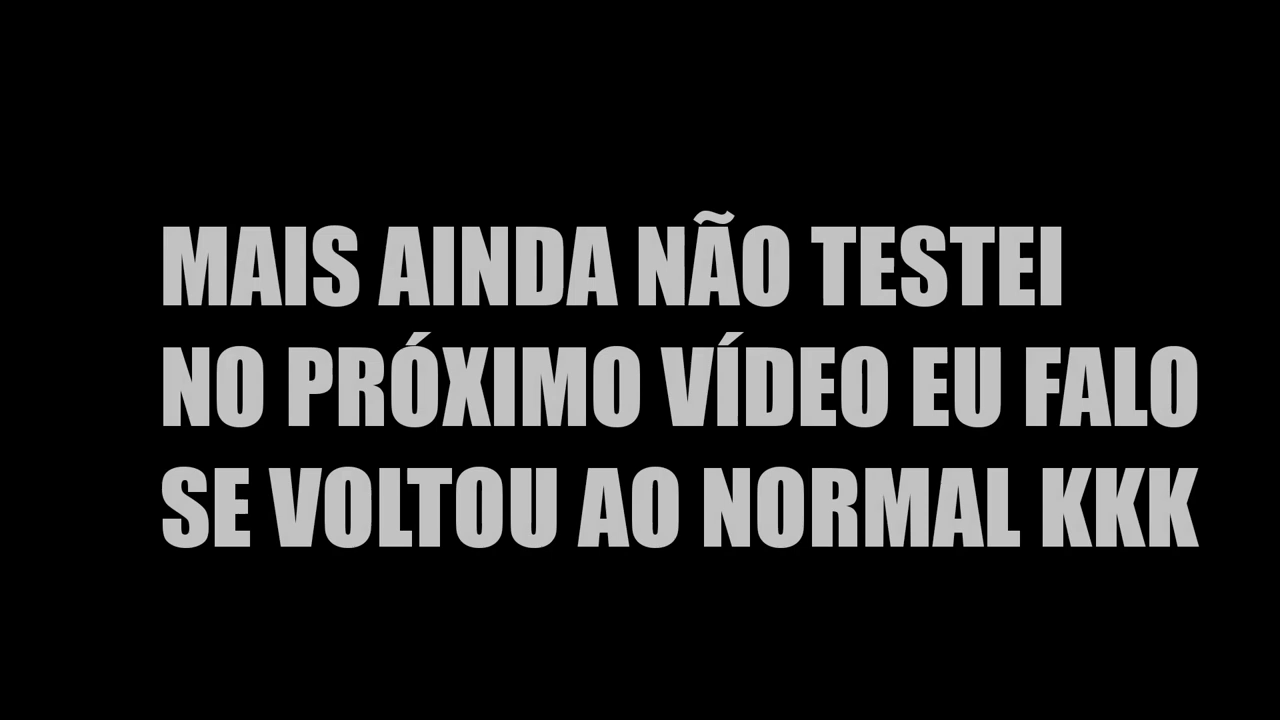 MAIS AINDA NÃO TESTEI
NO PRÓXIMO VÍDEO EU FALO
SE VOLTOU AO NORMAL KKK